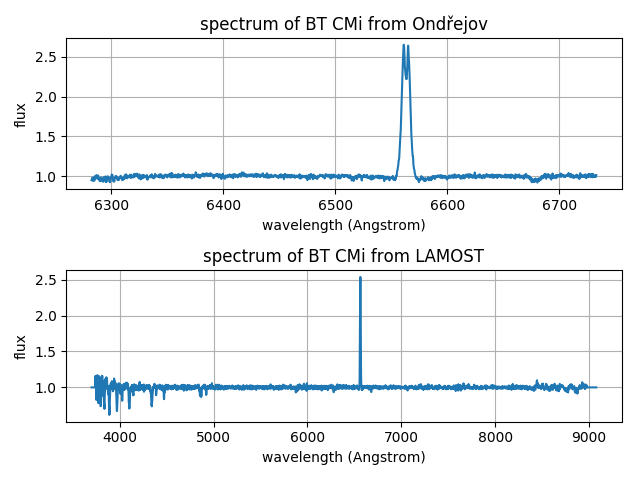 spectrum of BT CMi from Ondřejov
2.5
2.0
1.5
1.0
flux
6300 6400 6500 6600 6700
wavelength (Angstrom)
spectrum of BT CMi from LAMOST
2.5
2.0
1.5
1.0
flux
4000 5000 6000 7000 8000 9000
wavelength (Angstrom)